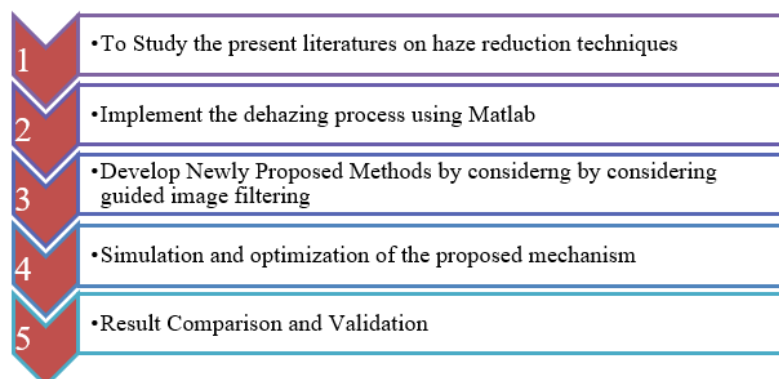 1
•To Study the present literatures on haze reduction techniques
2
•Implement the dehazing process using Matlab
3
•Develop Newly Proposed Methods by considerng by considering
guided image filtering
4
•Simulation and optimization of the proposed mechanism
5
•Result Comparison and Validation